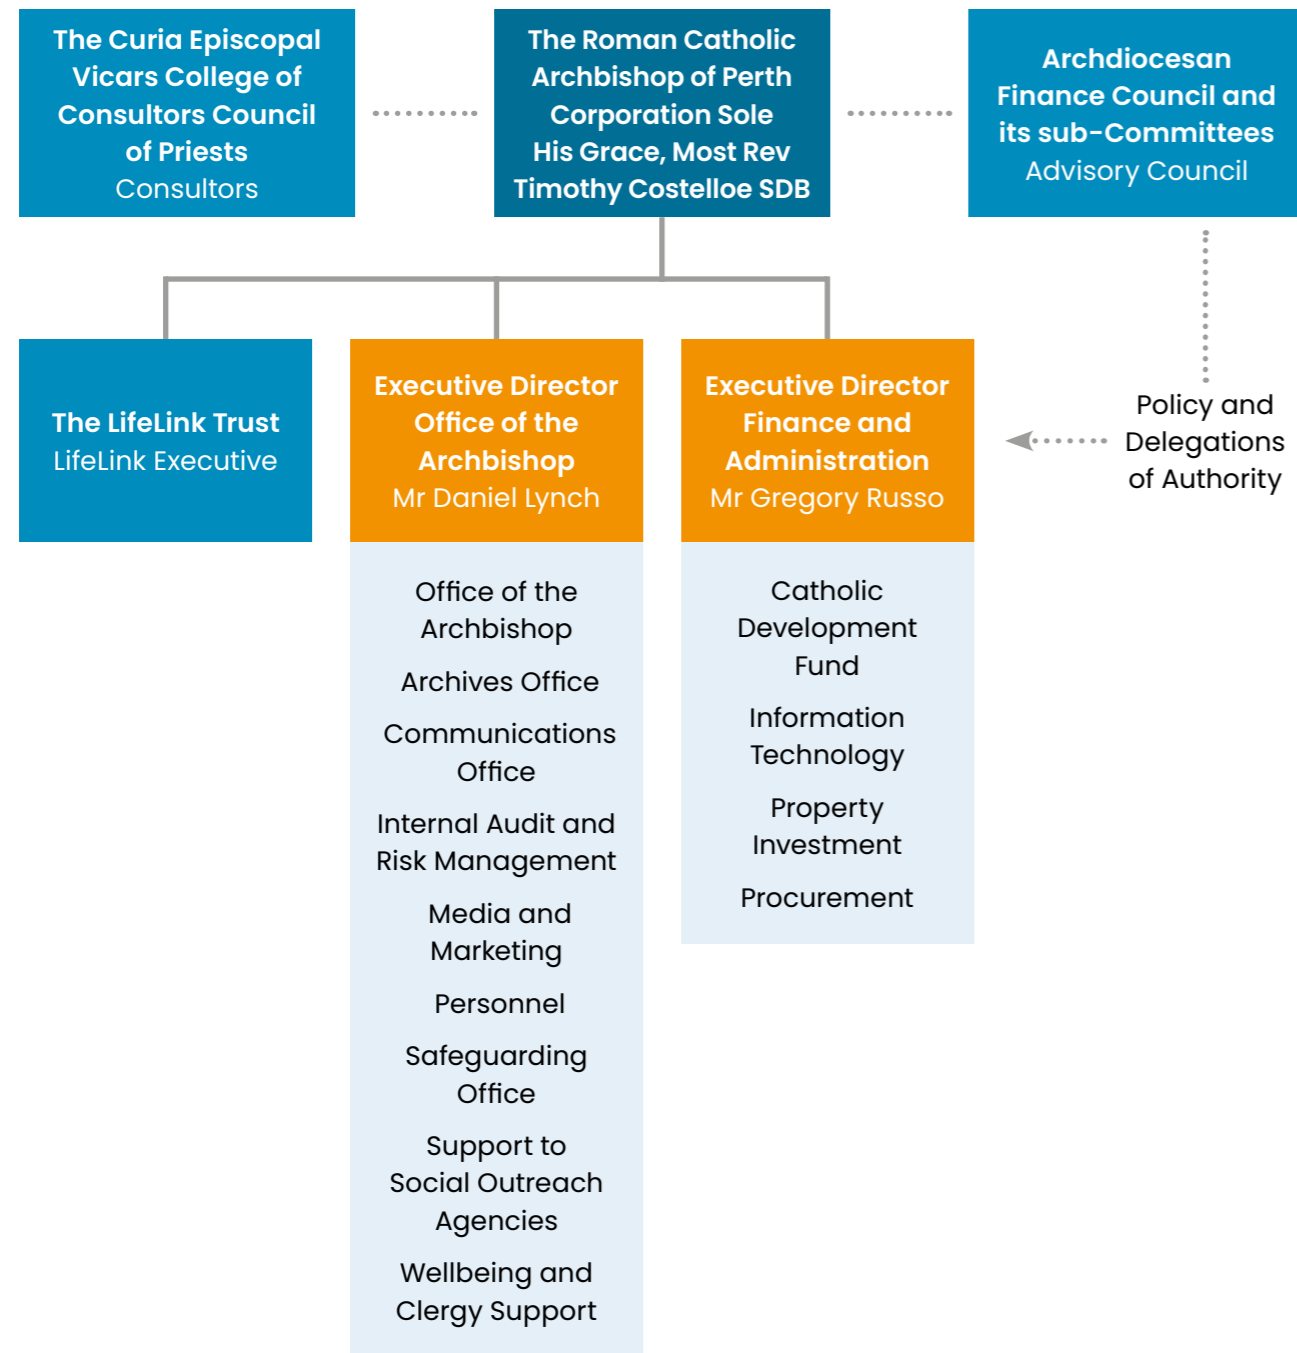 The Curia Episcopal
Vicars College of
Consultors Council
of Priests
Consultors
The Roman Catholic
Archbishop of Perth
Corporation Sole
His Grace, Most Rev
Timothy Costelloe SDB
Archdiocesan
Finance Council and
its sub-Committees
Advisory Council
The LifeLink Trust
LifeLink Executive
Executive Director
Office of the
Archbishop
Mr Daniel Lynch
Executive Director
Finance and
Administration
Mr Gregory Russo
Policy and
Delegations
of Authority
Office of the
Archbishop
Archives Office
Communications
Office
Internal Audit and
Risk Management
Media and
Marketing
Personnel
Safeguarding
Office
Support to
Social Outreach
Agencies
Wellbeing and
Clergy Support
Catholic
Development
Fund
Information
Technology
Property
Investment
Procurement